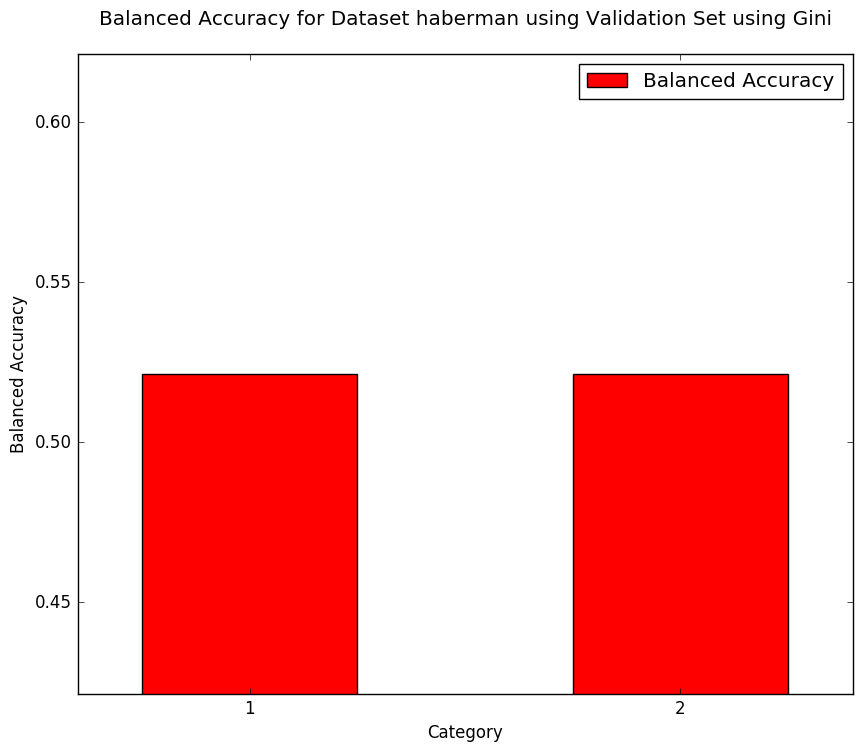 Balanced Accuracy for Dataset haberman using Validation Set using Gini
Balanced Accuracy
0.60
0.55
0.50
0.45
Balanced Accuracy
1
2
Category